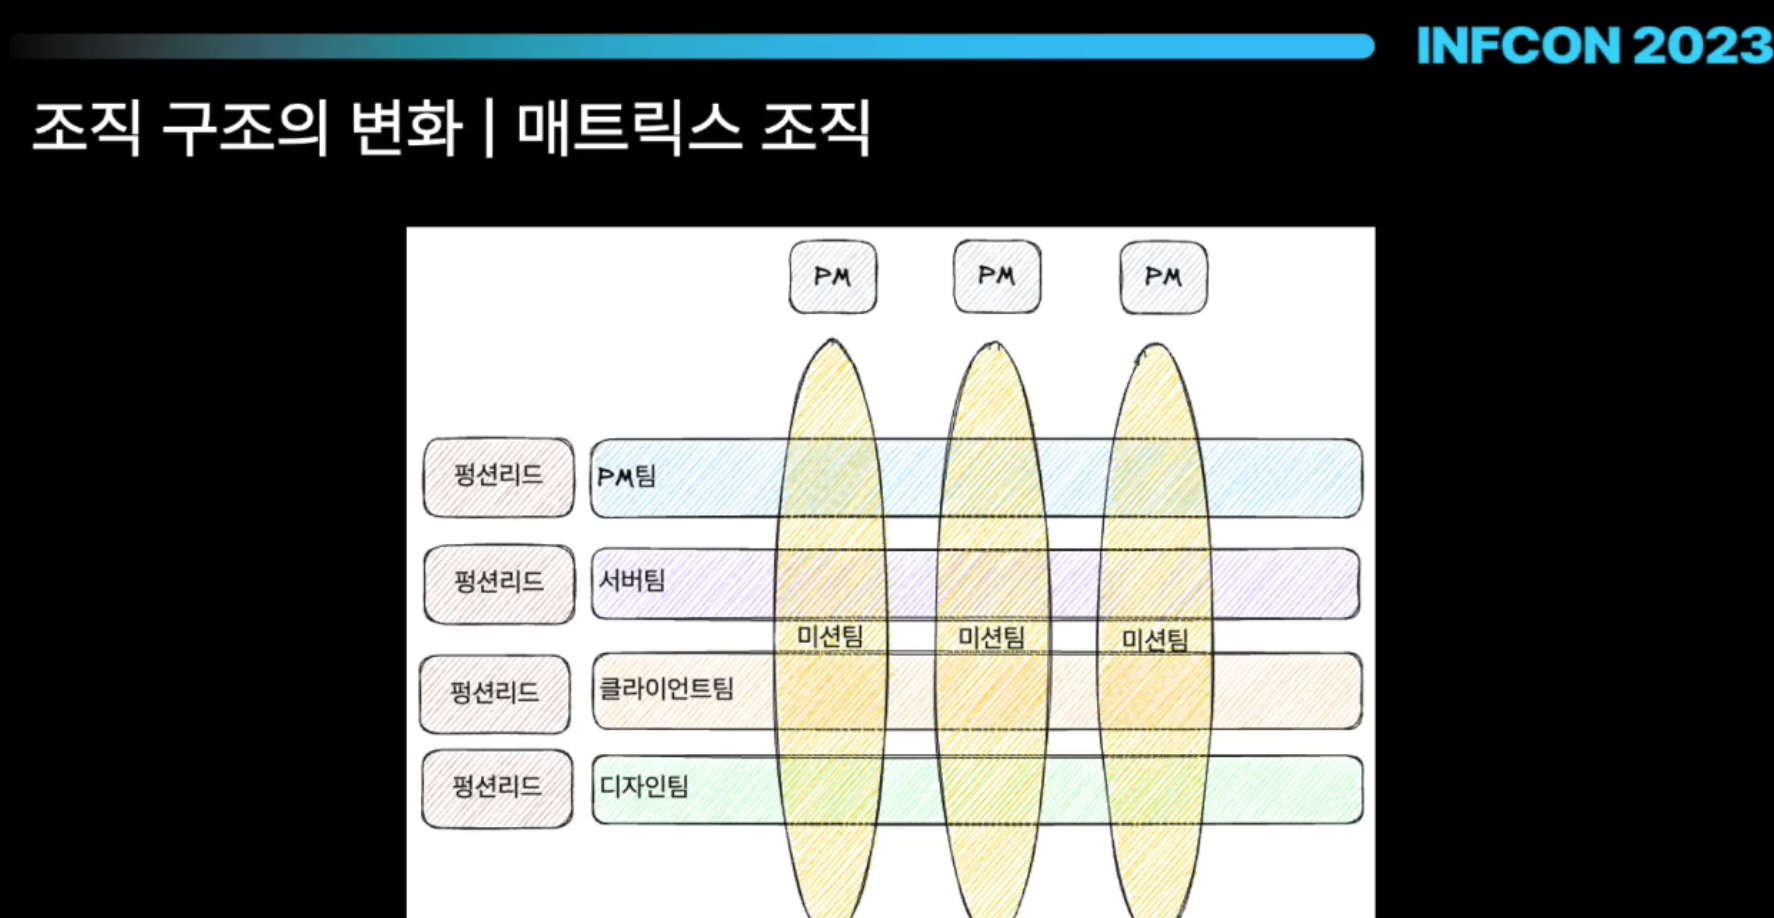 INFCON 2023
조직 구조의 변화 | 매트릭스 조직
PM PM PM
펑션리드 PM팀
펑션리드 서버팀
미션팀 미션팀 미션팀
펑션리드 클라이언트팀
펑션리드 디자인팀